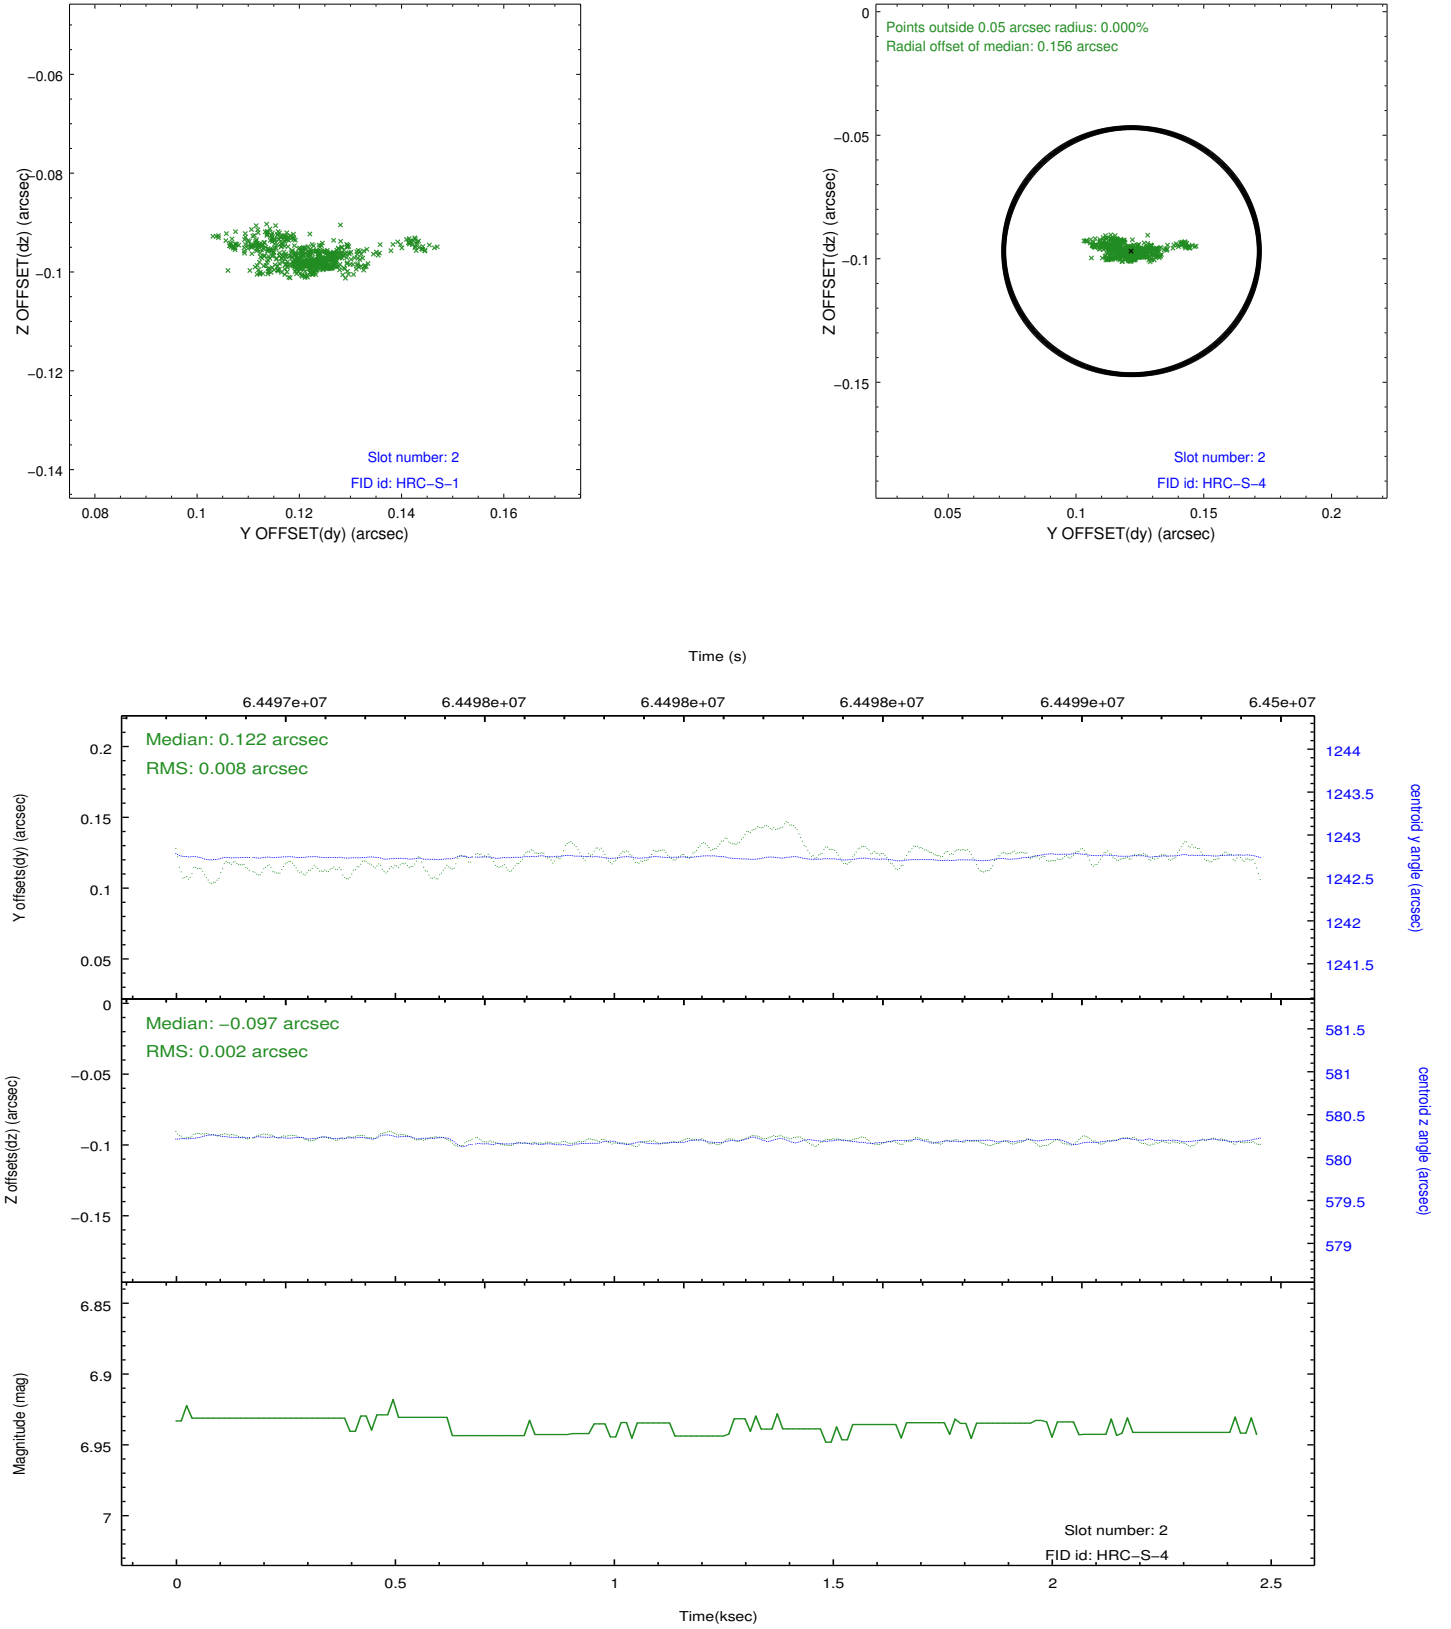 −0.06
−0.08
−0.1
−0.12
−0.14
Z OFFSET(dz) (arcsec)
Slot number: 2
FID id: HRC−S−1
0.08
0.1
0.12
0.14
0.16
Y OFFSET(dy) (arcsec)
Points outside 0.05 arcsec radius: 0.000%
Radial offset of median: 0.156 arcsec
0
−0.05
−0.1
−0.15
Z OFFSET(dz) (arcsec)
Slot number: 2
FID id: HRC−S−4
0.05
0.1
0.15
0.2
Y OFFSET(dy) (arcsec)
Time (s)
6.4497e+07
6.4498e+07
6.4498e+07
6.4498e+07
6.4499e+07
6.45e+07
Median: 0.122 arcsec
RMS: 0.008 arcsec
0.2
0.15
0.1
0.05
Y offsets(dy) (arcsec)
1244
1243.5
1243
1242.5
1242
1241.5
centroid y angle (arcsec)
Median: −0.097 arcsec
RMS: 0.002 arcsec
0
−0.05
−0.1
−0.15
Z offsets(dz) (arcsec)
581.5
581
580.5
580
579.5
579
centroid z angle (arcsec)
6.85
6.9
6.95
7
Magnitude (mag)
Slot number: 2
FID id: HRC−S−4
0
0.5
1
1.5
2
2.5
Time(ksec)